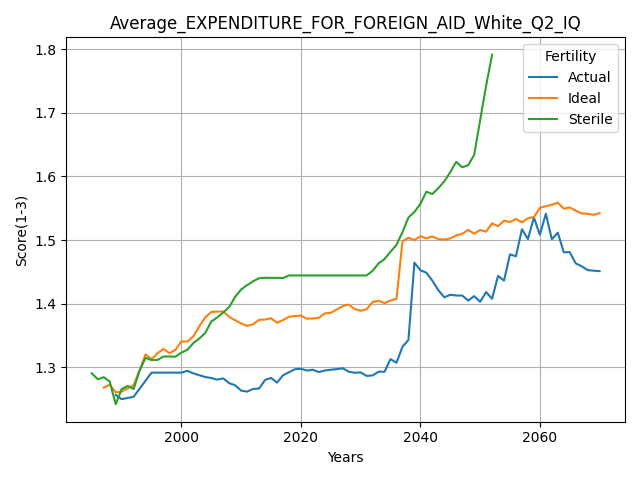 Average_EXPENDITURE_FOR_FOREIGN_AID_White_Q2_IQ
Fertility
Actual
Ideal
Sterile
Score(1-3)
1.8
1.7
1.6
1.5
1.4
1.3
2000
2020
2040
2060
Years